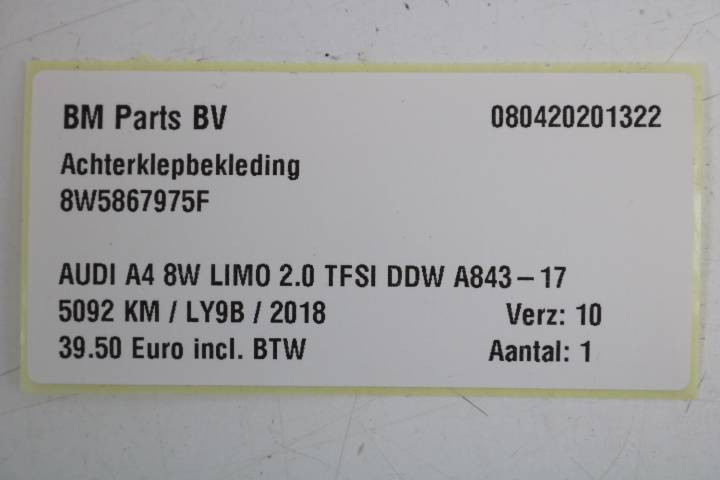 BM Parts BV 080420201322
Achterklepbekleding
8W5867975F
AUDI A4 8W LIMO 2.0 TFSI DDW A843-17
5092 KM / LY9B / 2018 Verz: 10
39.50 Euro incl. BTW Aantal: 1